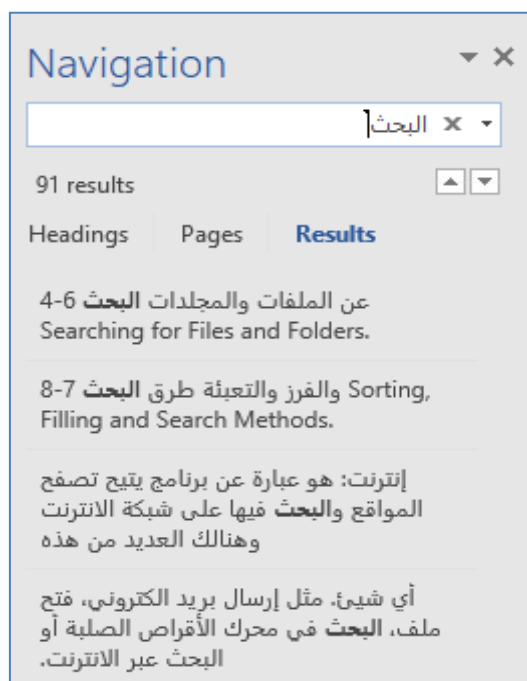 Navigation
البحث
91 results
Headings Pages Results
4-6 البحث عن الملفات والمجلدات
Searching for Files and Folders.
8-7 طرق البحث والفرز والتعبئة Sorting,
Filling and Search Methods.
إنترنت: هو عبارة عن برنامج يتيح تصفح
المواقع والبحث فيها على شبكة الانترنت
وهنالك العديد من هذه
أي شيئ. مثل إرسال بريد الكتروني، فتح
ملف، البحث في محرك الأقراص الصلبة أو
البحث عبر الانترنت.